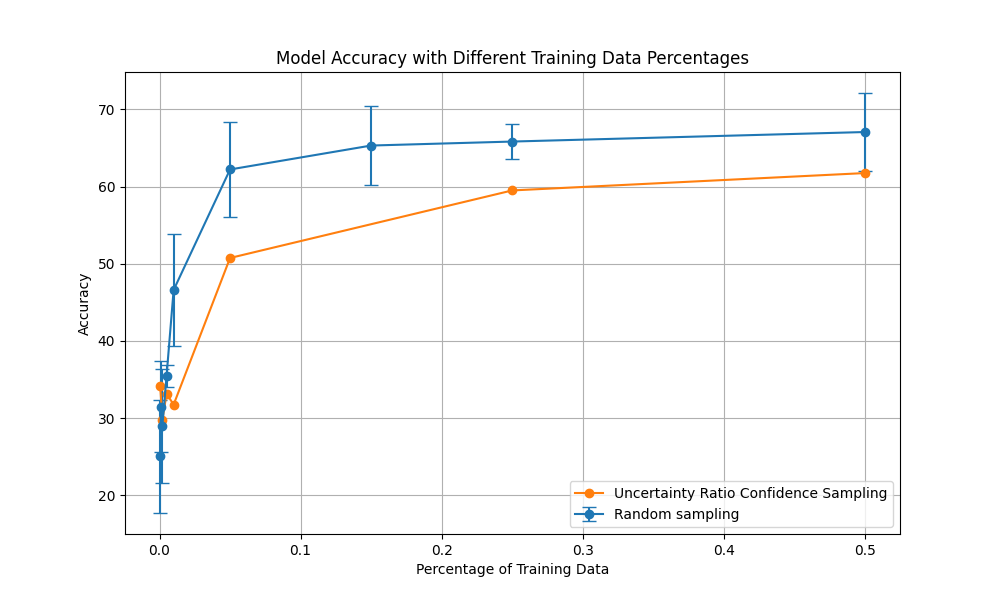 Model Accuracy with Different Training Data Percentages
Accuracy
70
60
50
40
30
20
0.0 0.1 0.2 0.3 0.4 0.5
Percentage of Training Data
Uncertainty Ratio Confidence Sampling
Random sampling